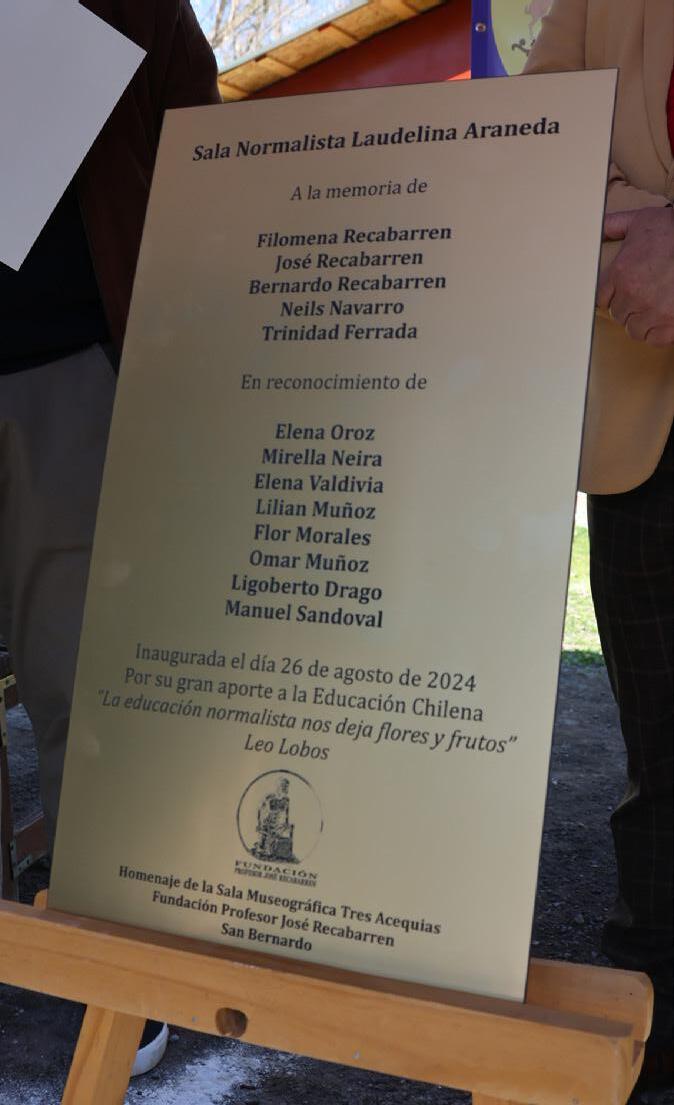 Sala Normalista Laudelina Araneda
A la memoria de
Filomena Recabarren
José Recabarren
Bernardo Recabarren
Neils Navarro
Trinidad Ferrada
En reconocimiento de
Elena Oroz
Mirella Neira
Elena Valdivia
Lilian Muñoz
Flor Morales
Omar Muñoz
Ligoberto Drago
Manuel Sandoval
Inaugurada el día 26 de agosto de 2024
Por su gran aporte a la Educación Chilena
"La educación normalista nos deja flores y frutos"
Leo Lobos
FUNDACIÓN
PROFESOR JOSÉ RECABARREN
Homenaje de la Sala Museográfica Tres Acequias
Fundación Profesor José Recabarren
San Bernardo